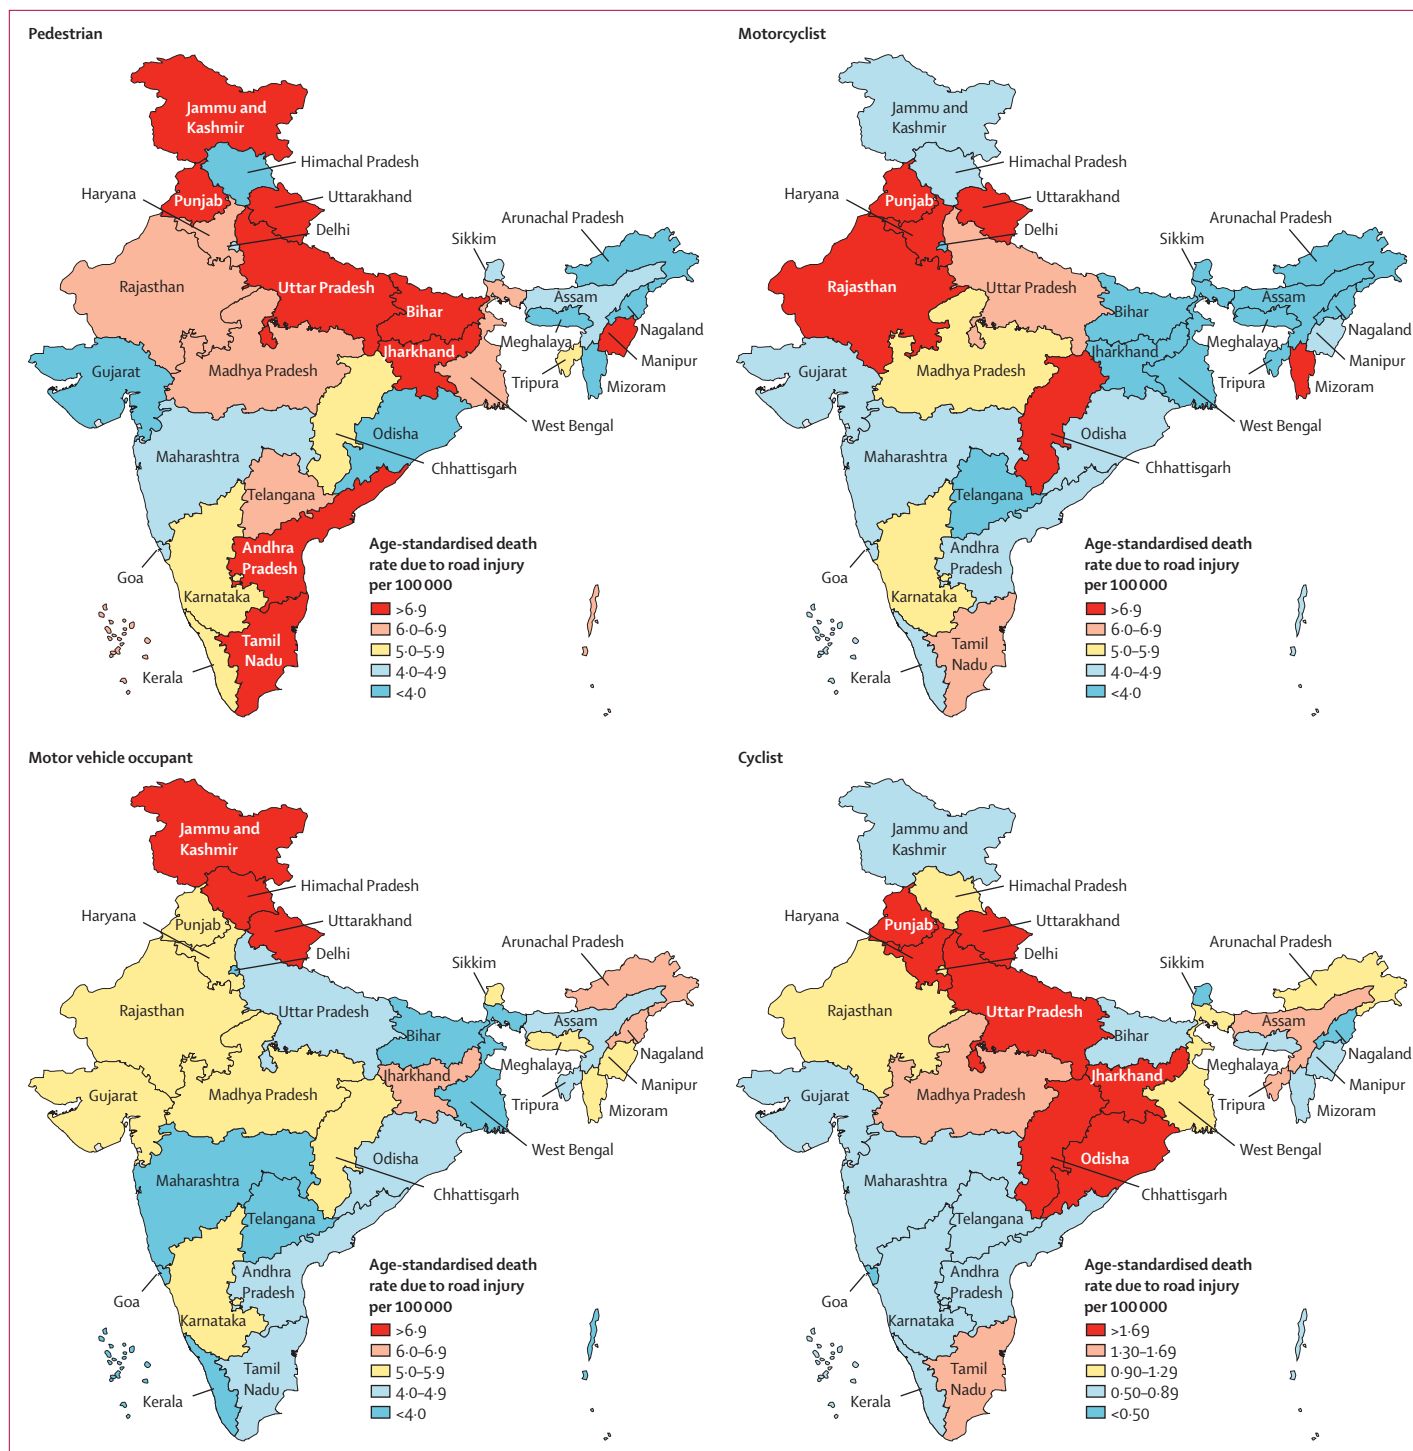 Pedestrian
Jammu and
Kashmir
Himachal Pradesh
Haryana
Punjab
Uttarakhand
Delhi
Arunachal Pradesh
Sikkim
Rajasthan
Uttar Pradesh
Bihar
Assam
Nagaland
Meghalaya
Manipur
Jharkhand
Gujarat
Madhya Pradesh
Tripura
Mizoram
West Bengal
Odisha
Maharashtra
Chhattisgarh
Telangana
Andhra
Pradesh
Goa
Karnataka
Tamil
Nadu
Kerala
Age-standardised death
rate due to road injury
per 100 000
>6·9
6·0–6·9
5·0–5·9
4·0–4·9
<4·0
Motorcyclist
Jammu and
Kashmir
Himachal Pradesh
Haryana
Punjab
Uttarakhand
Delhi
Arunachal Pradesh
Sikkim
Rajasthan
Uttar Pradesh
Bihar
Assam
Nagaland
Meghalaya
Manipur
Jharkhand
Gujarat
Madhya Pradesh
Tripura
Mizoram
West Bengal
Odisha
Maharashtra
Chhattisgarh
Telangana
Andhra
Pradesh
Goa
Karnataka
Tamil
Nadu
Kerala
Age-standardised death
rate due to road injury
per 100 000
>6·9
6·0–6·9
5·0–5·9
4·0–4·9
<4·0
Motor vehicle occupant
Jammu and
Kashmir
Himachal Pradesh
Haryana
Punjab
Uttarakhand
Delhi
Arunachal Pradesh
Sikkim
Rajasthan
Uttar Pradesh
Bihar
Assam
Nagaland
Meghalaya
Manipur
Jharkhand
Gujarat
Madhya Pradesh
Tripura
Mizoram
West Bengal
Odisha
Maharashtra
Chhattisgarh
Telangana
Andhra
Pradesh
Goa
Karnataka
Tamil
Nadu
Kerala
Age-standardised death
rate due to road injury
per 100 000
>6·9
6·0–6·9
5·0–5·9
4·0–4·9
<4·0
Cyclist
Jammu and
Kashmir
Himachal Pradesh
Haryana
Punjab
Uttarakhand
Delhi
Arunachal Pradesh
Sikkim
Rajasthan
Uttar Pradesh
Bihar
Assam
Nagaland
Meghalaya
Manipur
Jharkhand
Gujarat
Madhya Pradesh
Tripura
Mizoram
West Bengal
Odisha
Maharashtra
Chhattisgarh
Telangana
Andhra
Pradesh
Goa
Karnataka
Tamil
Nadu
Kerala
Age-standardised death
rate due to road injury
per 100 000
>1·69
1·30–1·69
0·90–1·29
0·50–0·89
<0·50